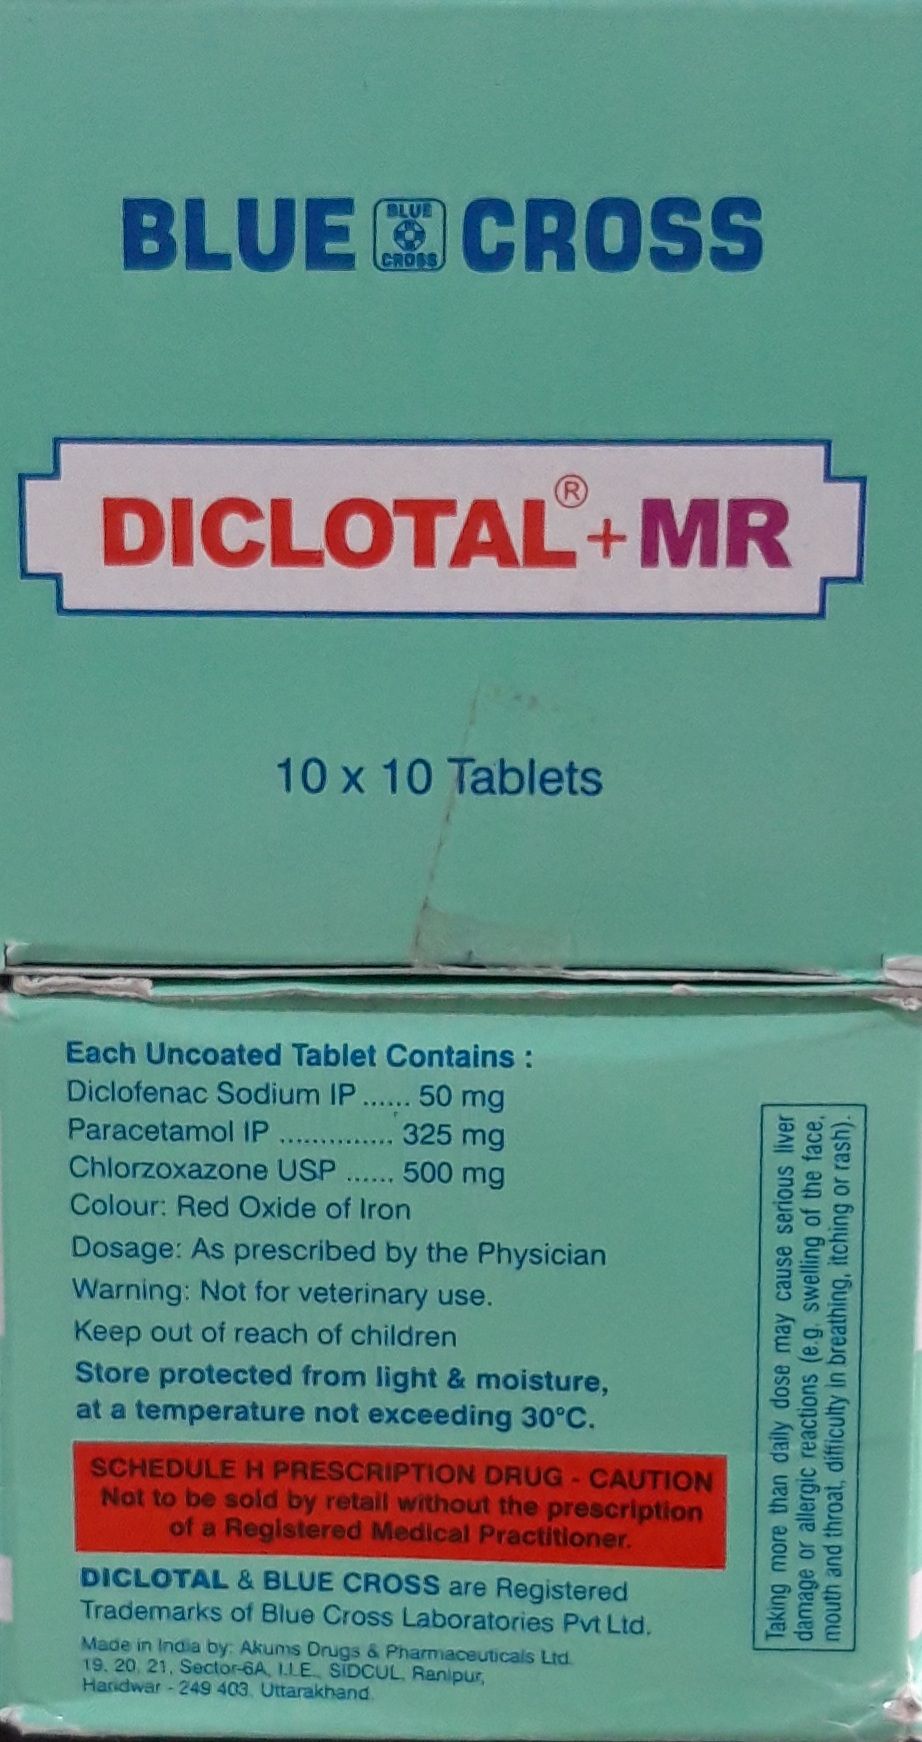 BLUE BLUE CROSS CROSS
DICLOTAL®+MR
10 x 10 Tablets
Each Uncoated Tablet Contains :
Diclofenac Sodium IP ...... 50 mg
Paracetamol IP .............. 325 mg
Chlorzoxazone USP ...... 500 mg
Colour: Red Oxide of Iron
Dosage: As prescribed by the Physician
Warning: Not for veterinary use.
Keep out of reach of children
Store protected from light & moisture,
at a temperature not exceeding 30°C.
SCHEDULE H PRESCRIPTION DRUG - CAUTION
Not to be sold by retail without the prescription
of a Registered Medical Practitioner.
DICLOTAL & BLUE CROSS are Registered
Trademarks of Blue Cross Laboratories Pvt Ltd.
Made in India by: Akums Drugs & Pharmaceuticals Ltd.
19, 20, 21, Sector-6A, I.I.E., SIDCUL, Ranipur,
Haridwar - 249 403, Uttarakhand.
Taking more than daily dose may cause serious liver
damage or allergic reactions (e.g. swelling of the face,
mouth and throat, difficulty in breathing, itching or rash).